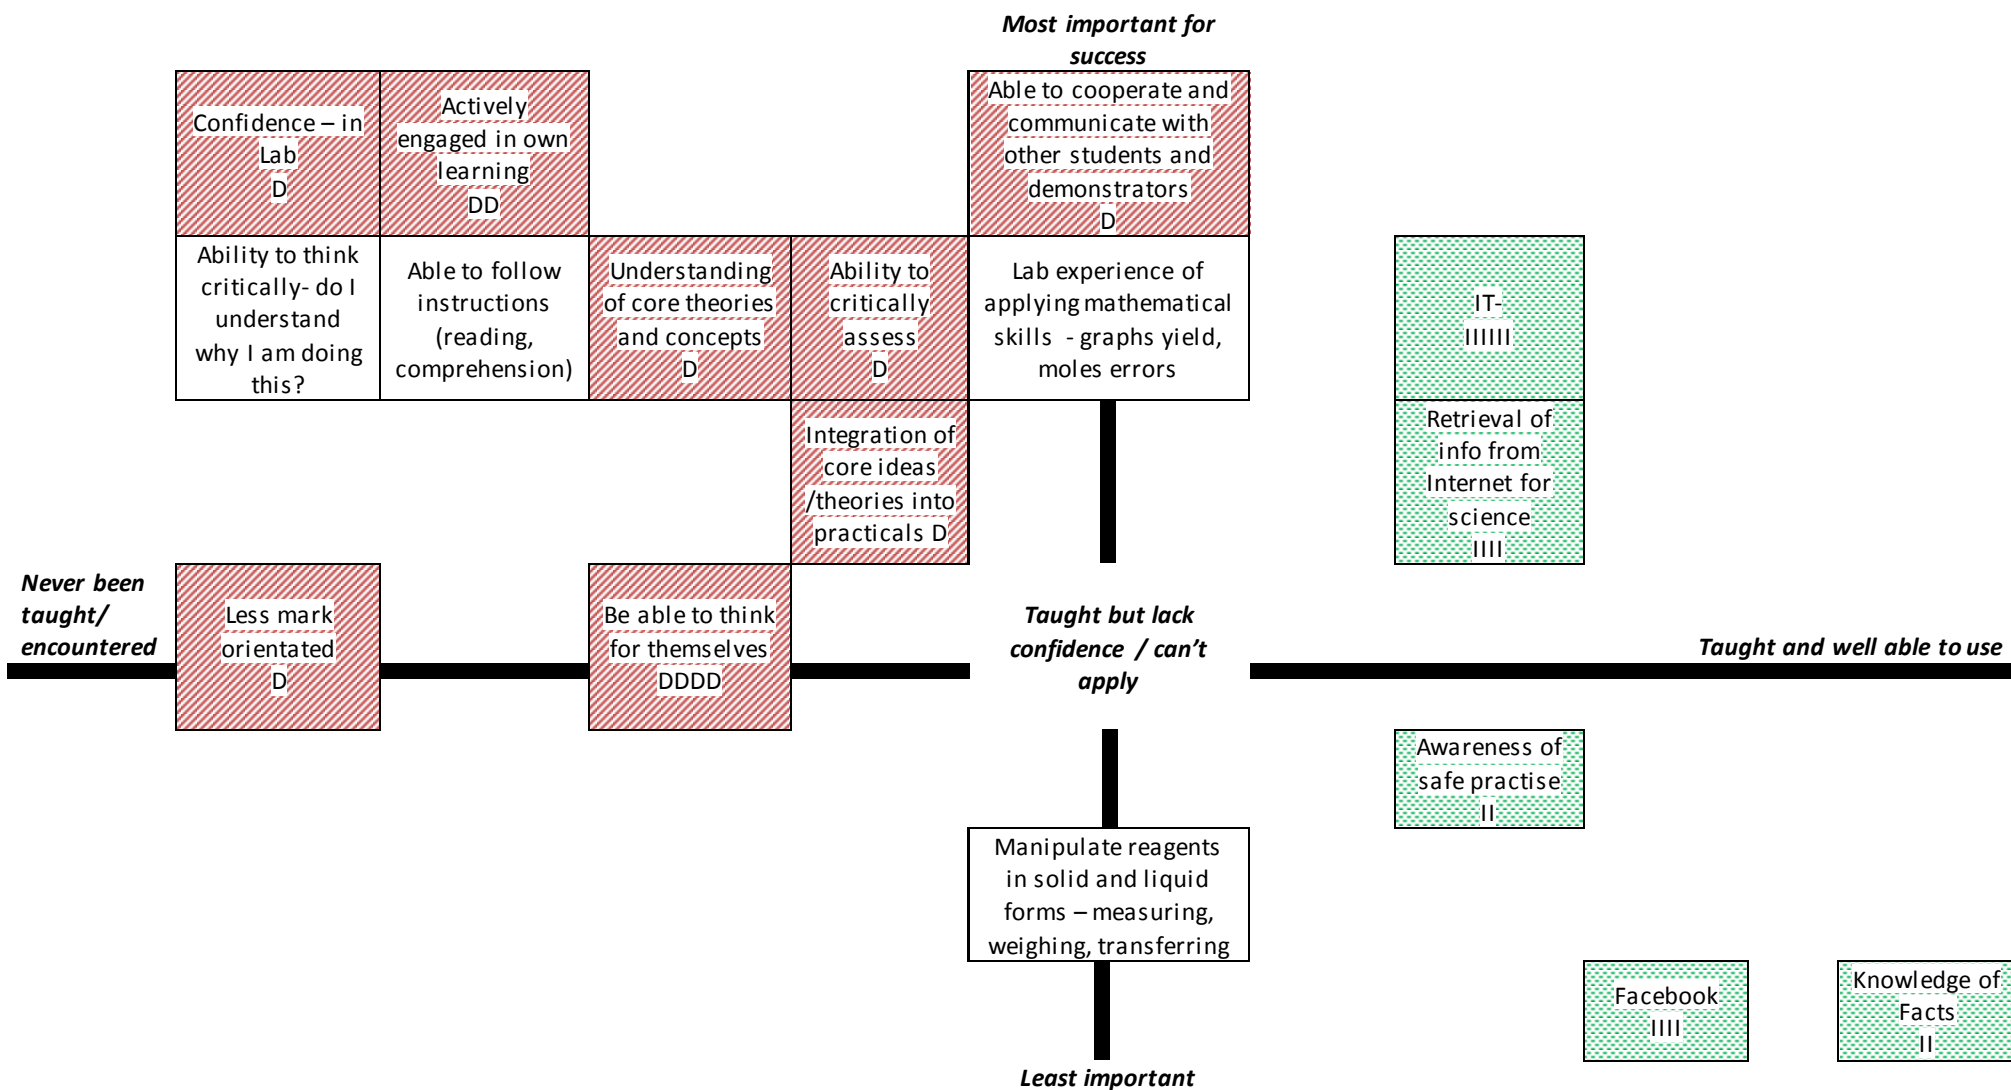 Most important for
success
Confidence – in
Lab
D
Actively
engaged in own
learning
DD
Able to cooperate and
communicate with
other students and
demonstrators
D
Ability to think
critically- do I
understand
why I am doing
this?
Able to follow
instructions
(reading,
comprehension)
Understanding
of core theories
and concepts
D
Ability to
critically
assess
D
Lab experience of
applying mathematical
skills - graphs yield,
moles errors
IT-
IIIIII
Integration of
core ideas
/theories into
practicals D
Retrieval of
info from
Internet for
science
IIII
Never been
taught/
encountered
Less mark
orientated
D
Be able to think
for themselves
DDDD
Taught but lack
confidence / can’t
apply
Taught and well able to use
Awareness of
safe practise
II
Manipulate reagents
in solid and liquid
forms – measuring,
weighing, transferring
Facebook
IIII
Knowledge of
Facts
II
Least important